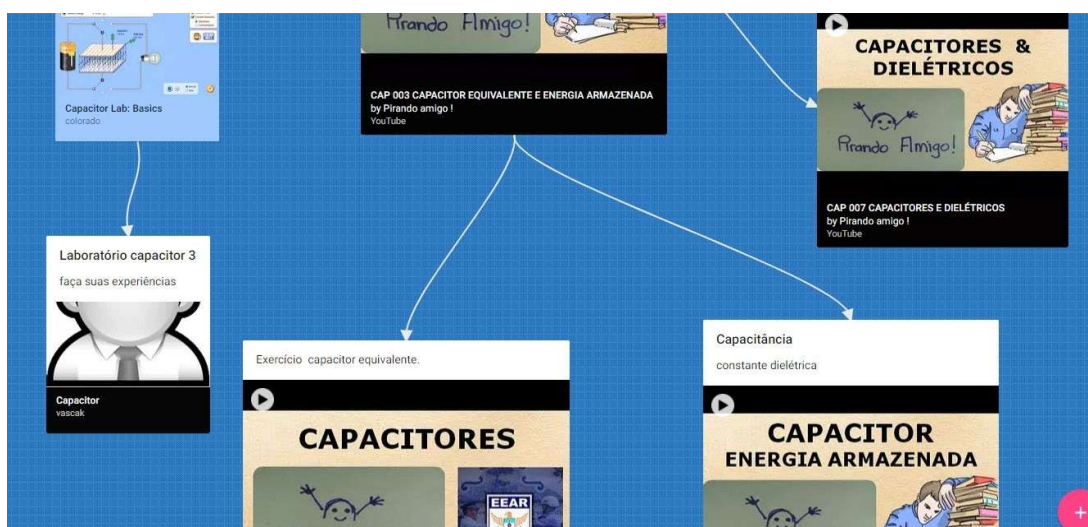 Capacitor Lab: Basics
colorado
Pirando Amigo!
CAP 003 CAPACITOR EQUIVALENTE E ENERGIA ARMAZENADA
by Pirando amigo !
YouTube
CAPACITORES &
DIELÉTRICOS
Pirando Amigo!
CAP 007 CAPACITORES E DIELÉTRICOS
by Pirando amigo !
YouTube
Laboratório capacitor 3
faça suas experiências
Capacitor
vascak
Exercício capacitor equivalente.
CAPACITORES
EEAR
Capacitância
constante dielétrica
CAPACITOR
ENERGIA ARMAZENADA
+